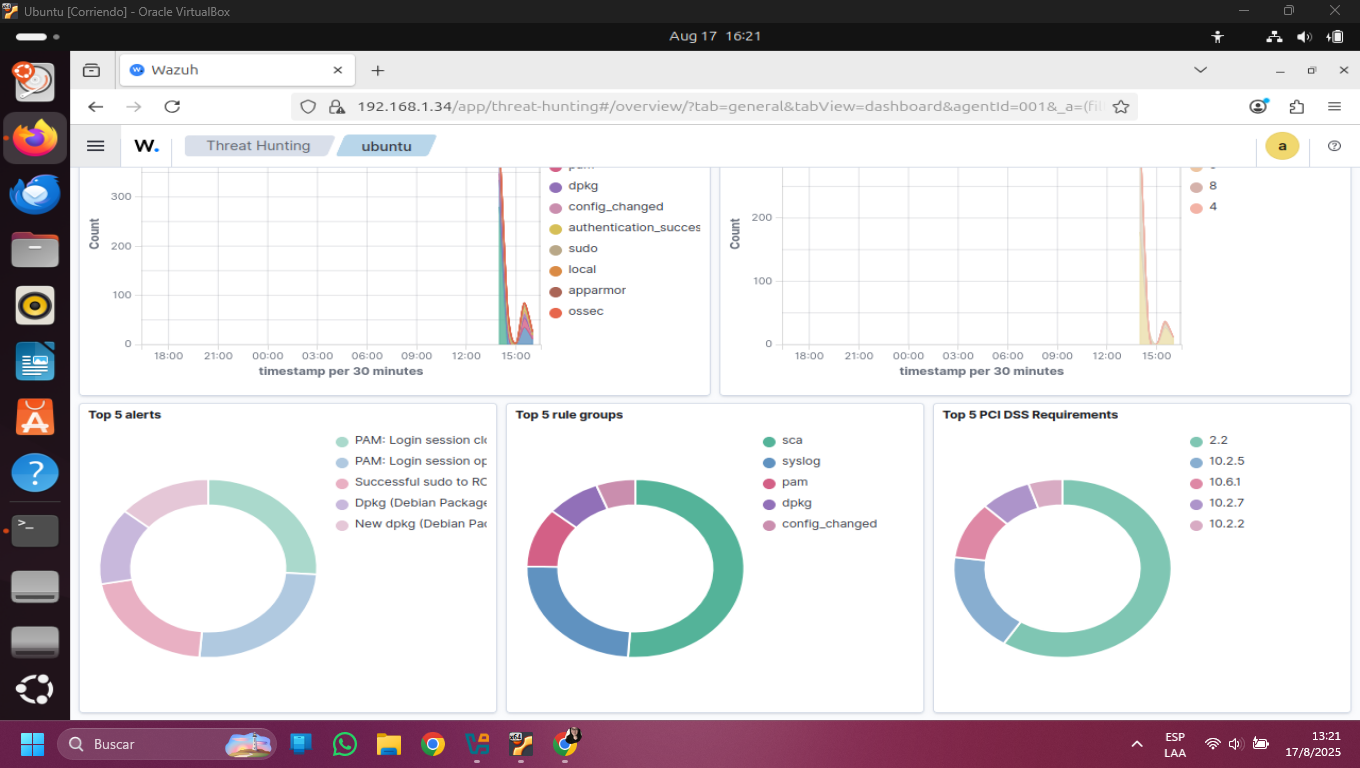 Ubuntu [Corriendo] - Oracle VirtualBox
Aug 17 16:21
Wazuh
192.168.1.34/app/threat-hunting#/overview/?tab=general&tabView=dashboard&agentId=001&_a=(fil
W.
Threat Hunting
ubuntu
a
Count
300
200
100
0
18:00 21:00 00:00 03:00 06:00 09:00 12:00 15:00
timestamp per 30 minutes
pam
dpkg
config_changed
authentication_succes
sudo
local
apparmor
ossec
Count
200
100
0
18:00 21:00 00:00 03:00 06:00 09:00 12:00 15:00
timestamp per 30 minutes
8
4
Top 5 alerts
PAM: Login session clo
PAM: Login session op
Successful sudo to RO
Dpkg (Debian Package
New dpkg (Debian Pac
Top 5 rule groups
sca
syslog
pam
dpkg
config_changed
Top 5 PCI DSS Requirements
2.2
10.2.5
10.6.1
10.2.7
10.2.2
Buscar
ESP
LAA
13:21
17/8/2025